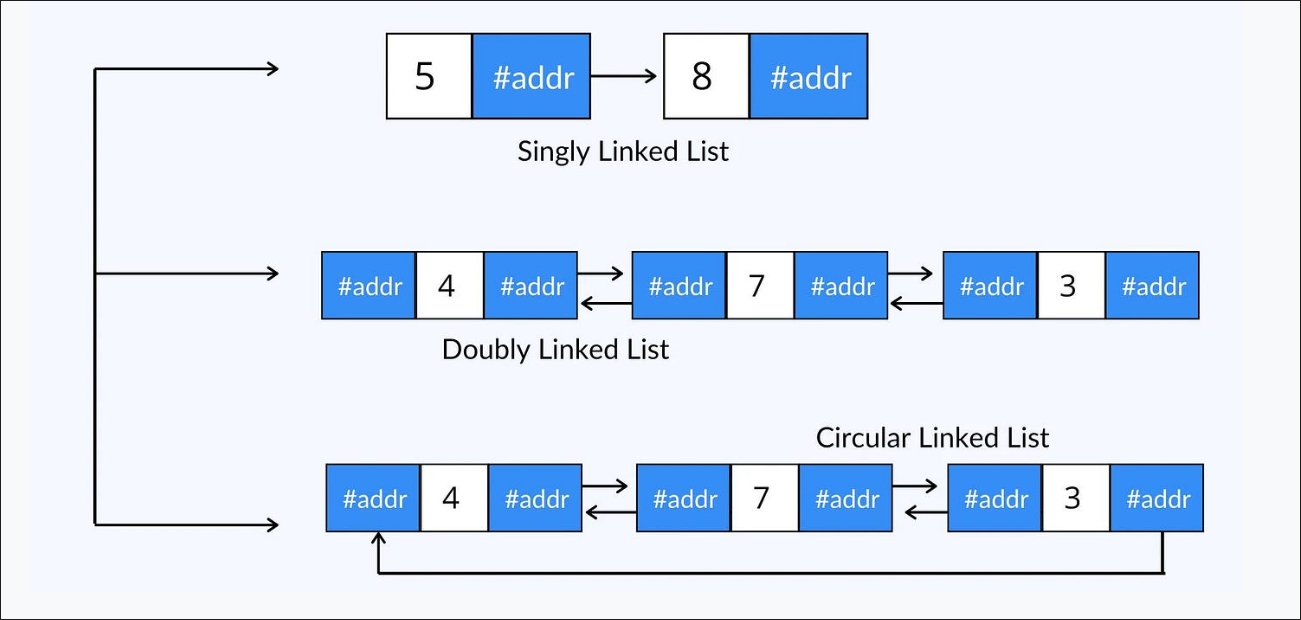 5 #addr 8 #addr
Singly Linked List
#addr 4 #addr #addr 7 #addr #addr 3 #addr
Doubly Linked List
Circular Linked List
#addr 4 #addr #addr 7 #addr #addr 3 #addr